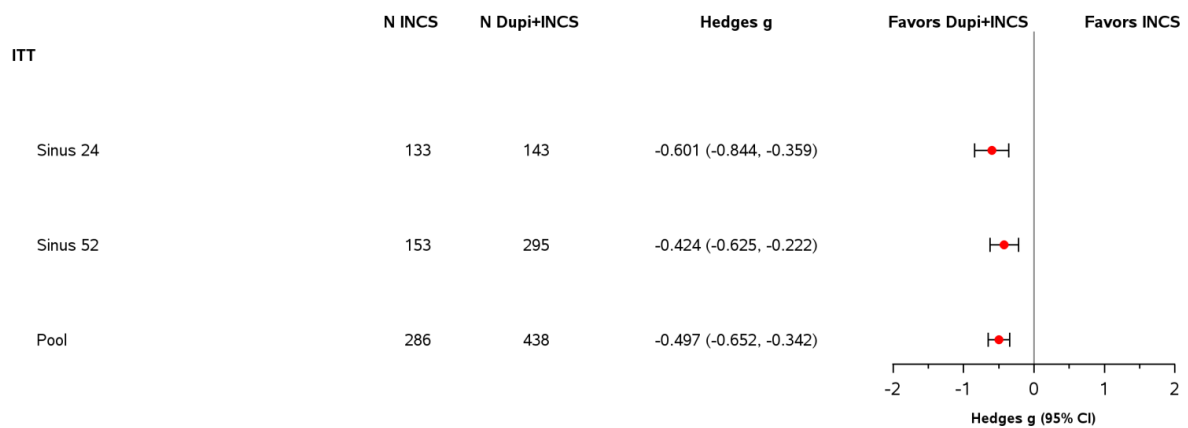 N INCS N Dupi+INCS Hedges g Favors Dupi+INCS Favors INCS
ITT
Sinus 24 133 143 -0.601 (-0.844, -0.359)
Sinus 52 153 295 -0.424 (-0.625, -0.222)
Pool 286 438 -0.497 (-0.652, -0.342)
-2 -1 0 1 2
Hedges g (95% CI)